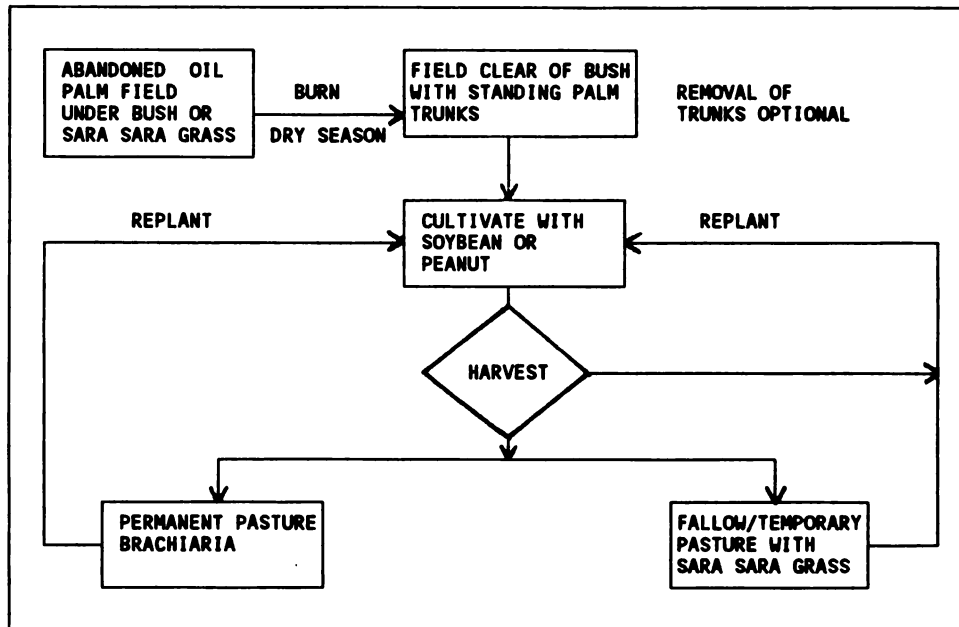 ABANDONED OIL
PALM FIELD
UNDER BUSH OR
SARA SARA GRASS
BURN
DRY SEASON
FIELD CLEAR OF BUSH
WITH STANDING PALM
TRUNKS
REMOVAL OF
TRUNKS OPTIONAL
REPLANT
CULTIVATE WITH
SOYBEAN OR
PEANUT
REPLANT
HARVEST
PERMANENT PASTURE
BRACHIARIA
FALLOW/TEMPORARY
PASTURE WITH
SARA SARA GRASS